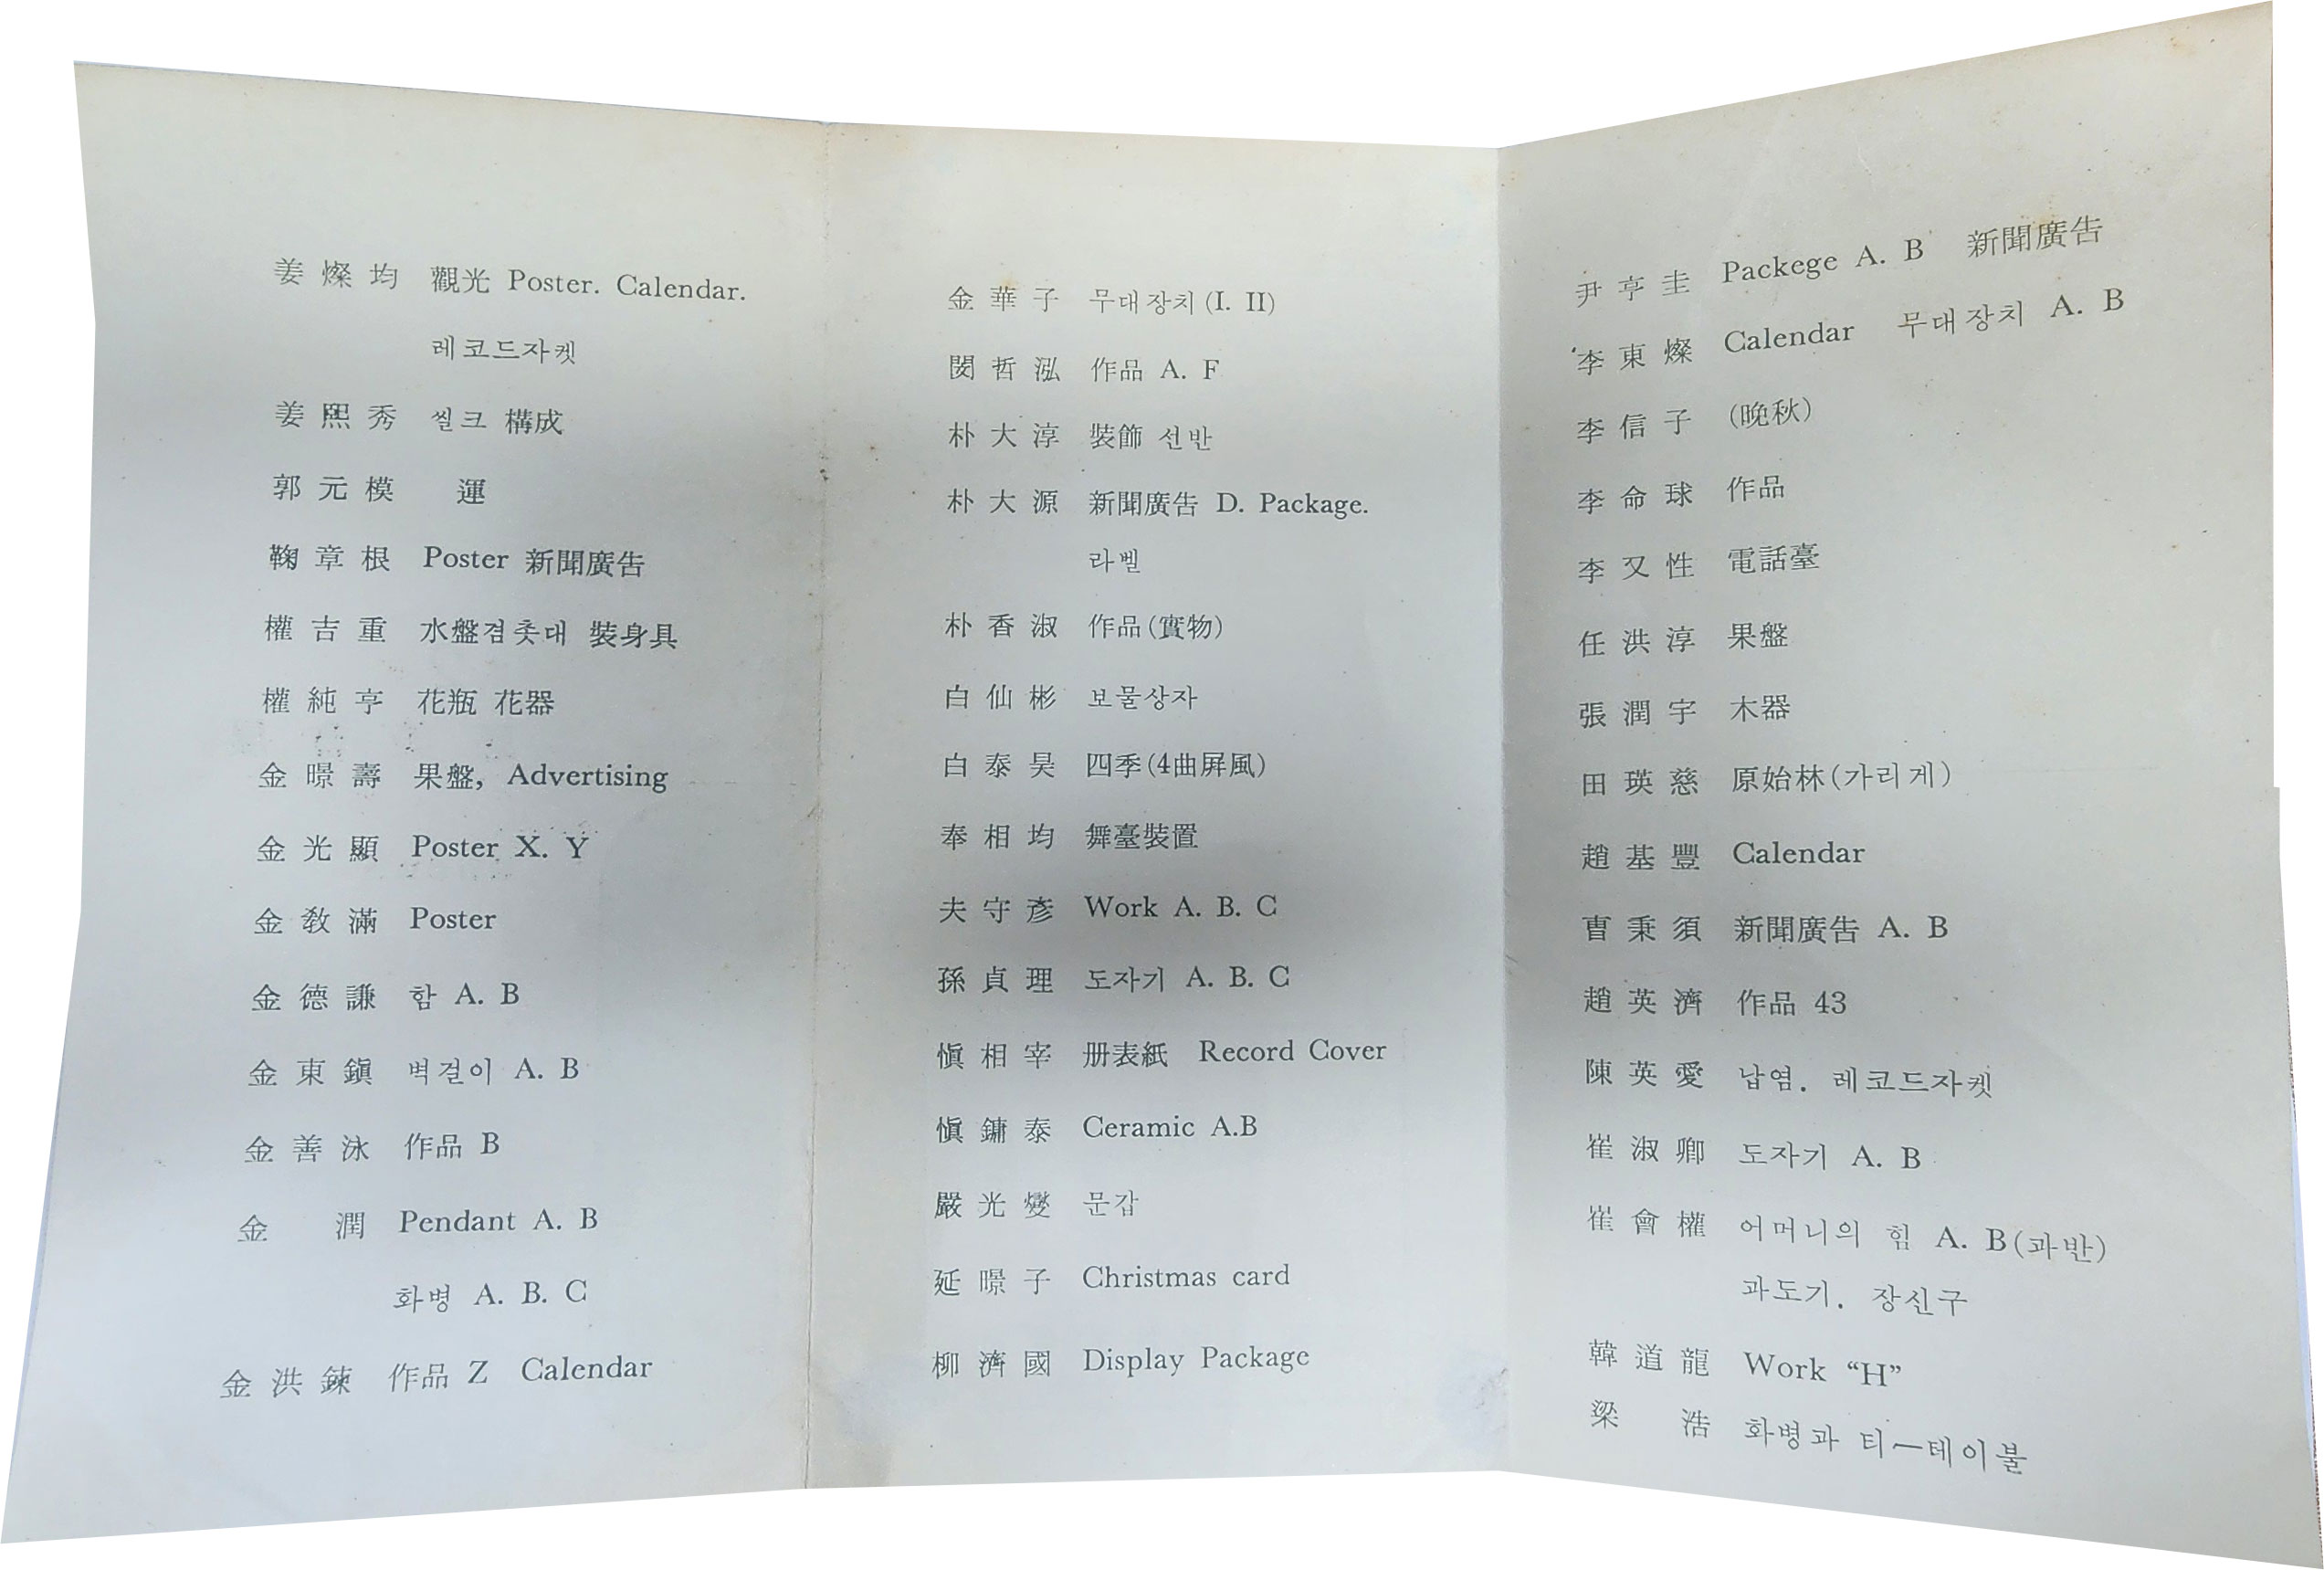 姜燦均 觀光 Poster. Calendar.
레코드자켓
姜熙秀 씰크 構成
郭元模 運
鞠章根 Poster 新聞廣告
權吉重 水盤겸촛대 裝身具
權純亨 花瓶 花器
金暻壽 果盤, Advertising
金光顯 Poster X. Y
金敎滿 Poster
金德謙 함 A. B
金東鎭 벽걸이 A. B
金善泳 作品 B
金潤 Pendant A. B
화병 A. B. C
金洪鍊 作品 Z Calendar
金華子 무대장치(I. II)
閔哲泓 作品 A. F
朴大淳 裝飾 선반
朴大源 新聞廣告 D. Package.
라벨
朴香淑 作品(實物)
白仙彬 보물상자
白泰昊 四季(4曲屛風)
奉相均 舞臺裝置
夫守彥 Work A. B. C
孫貞理 도자기 A. B. C
愼相宰 册表紙 Record Cover
愼鏞泰 Ceramic A.B
嚴光燮 문갑
延暻子 Christmas card
柳濟國 Display Package
尹亨圭 Packege A. B 新聞廣告
李東燦 Calendar 무대장치 A. B
李信子 (晩秋)
李命球 作品
李又性 電話臺
任洪淳 果盤
張潤宇 木器
田瑛慈 原始林(가리게)
趙基豐 Calendar
曺秉須 新聞廣告 A. B
趙英濟 作品 43
陳英愛 납염. 레코드자켓
崔淑卿 도자기 A. B
崔會權 어머니의 힘 A. B(과반)
과도기. 장신구
韓道龍 Work “H”
梁浩 화병과 티—테이불